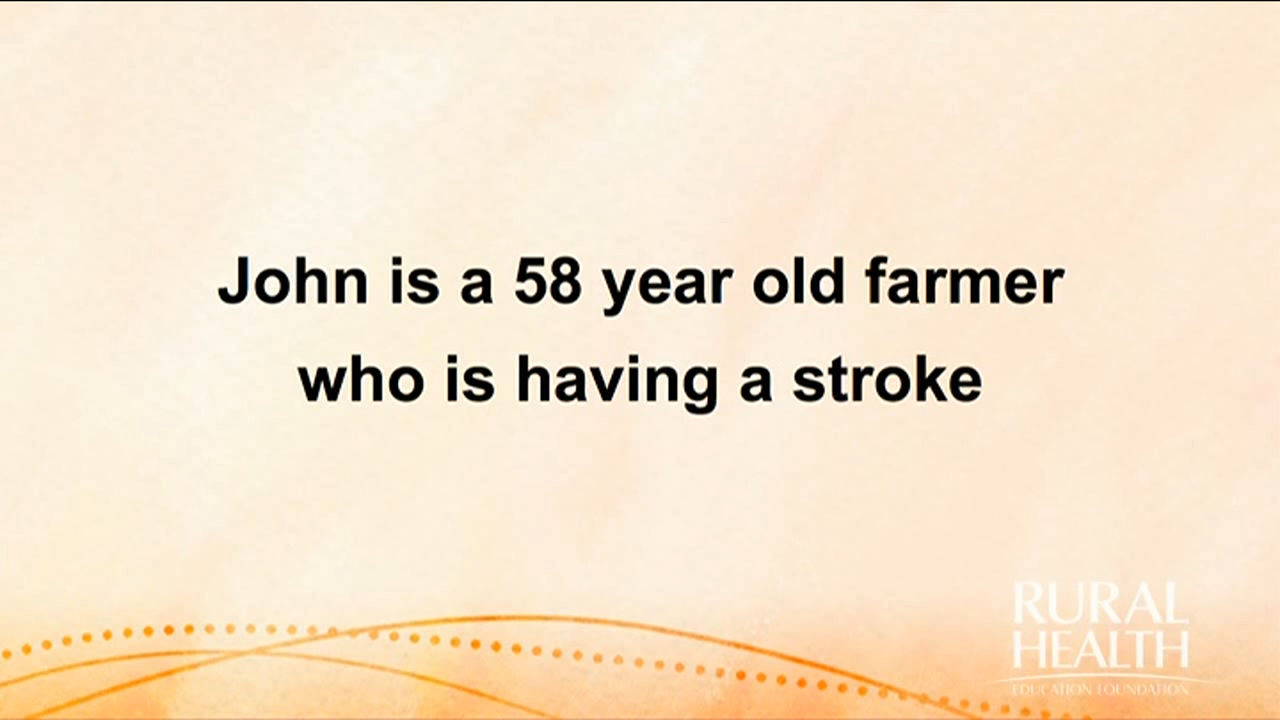 John is a 58 year old farmer
who is having a stroke
RURAL
HEALTH
EDUCATION FOUNDATION